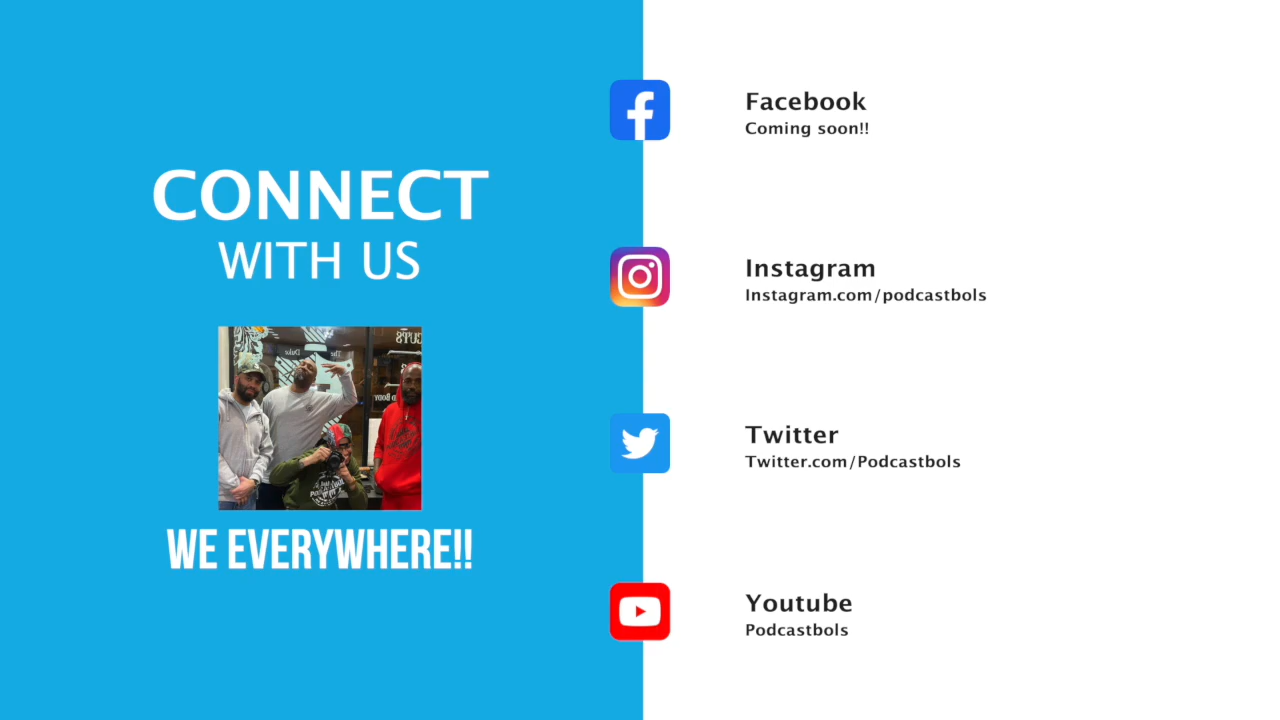 CONNECT
WITH US
WE EVERYWHERE!!
Facebook
Coming soon!!
Instagram
Instagram.com/podcastbols
Twitter
Twitter.com/Podcastbols
Youtube
Podcastbols